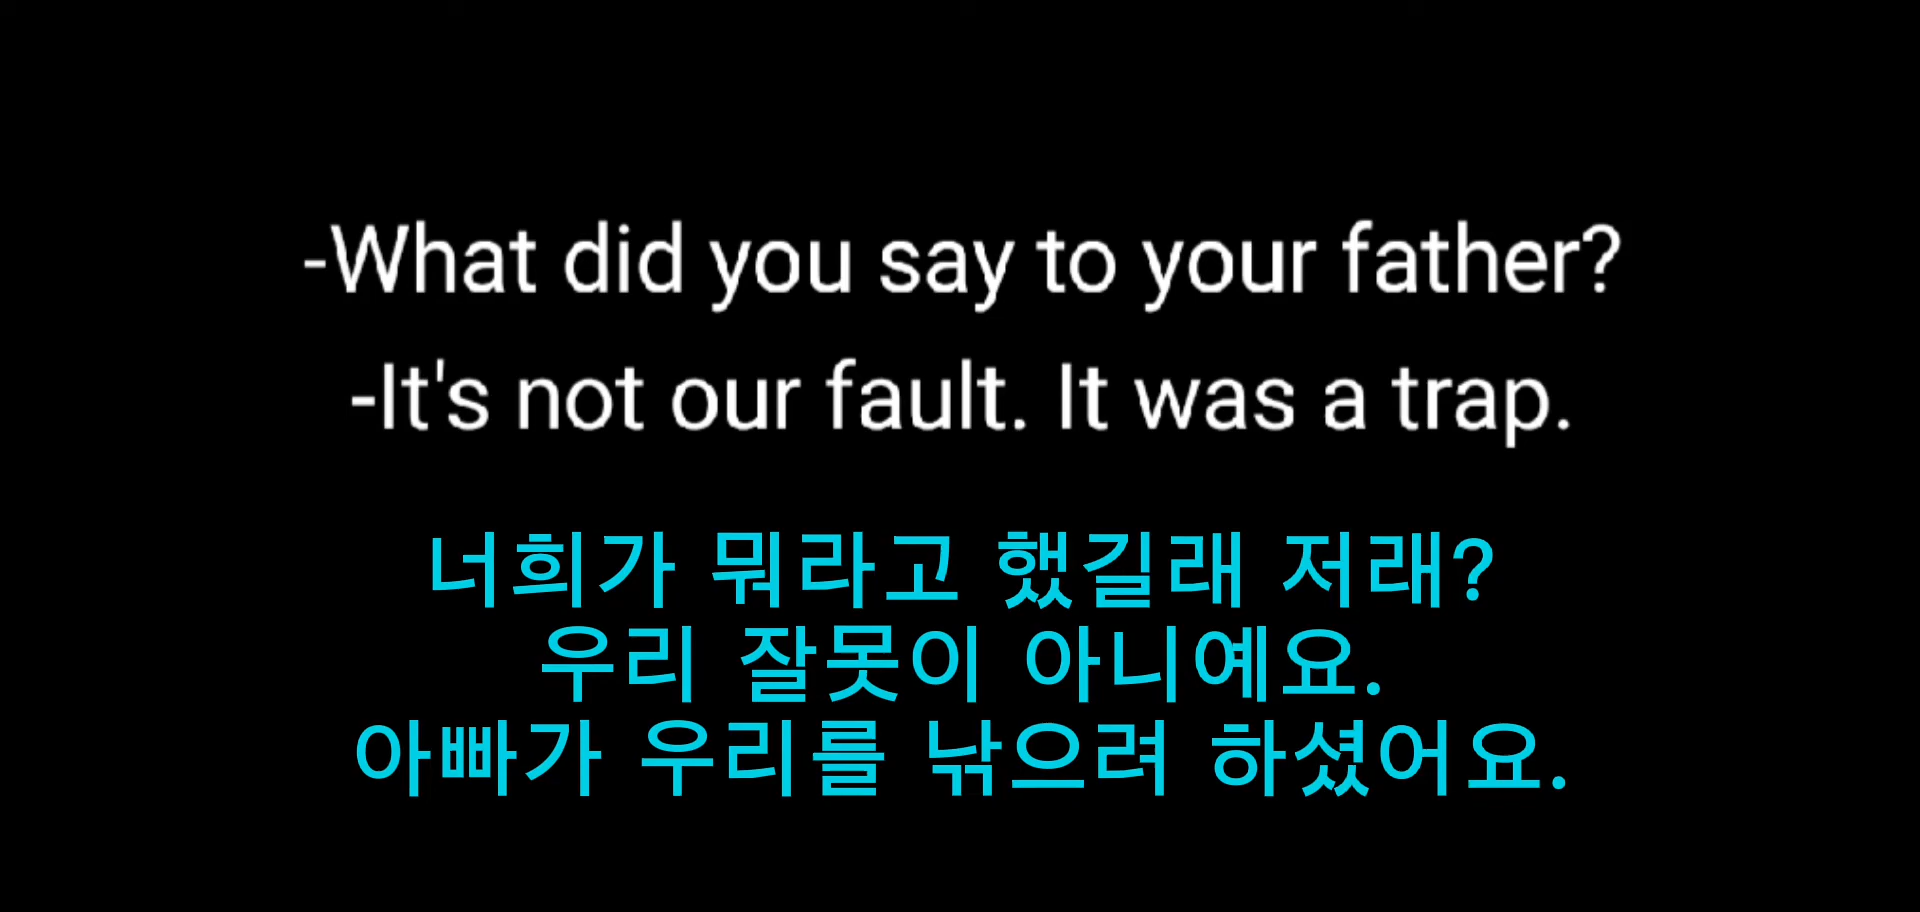 -What did you say to your father?
-It's not our fault. It was a trap.
너희가 뭐라고 했길래 저래?
우리 잘못이 아니예요.
아빠가 우리를 낚으려 하셨어요.